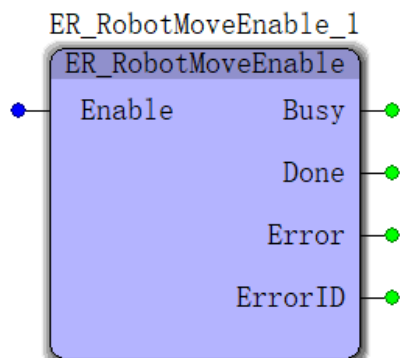 ER_RobotMoveEnable_1
ER_RobotMoveEnable
Enable Busy
Done
Error
ErrorID